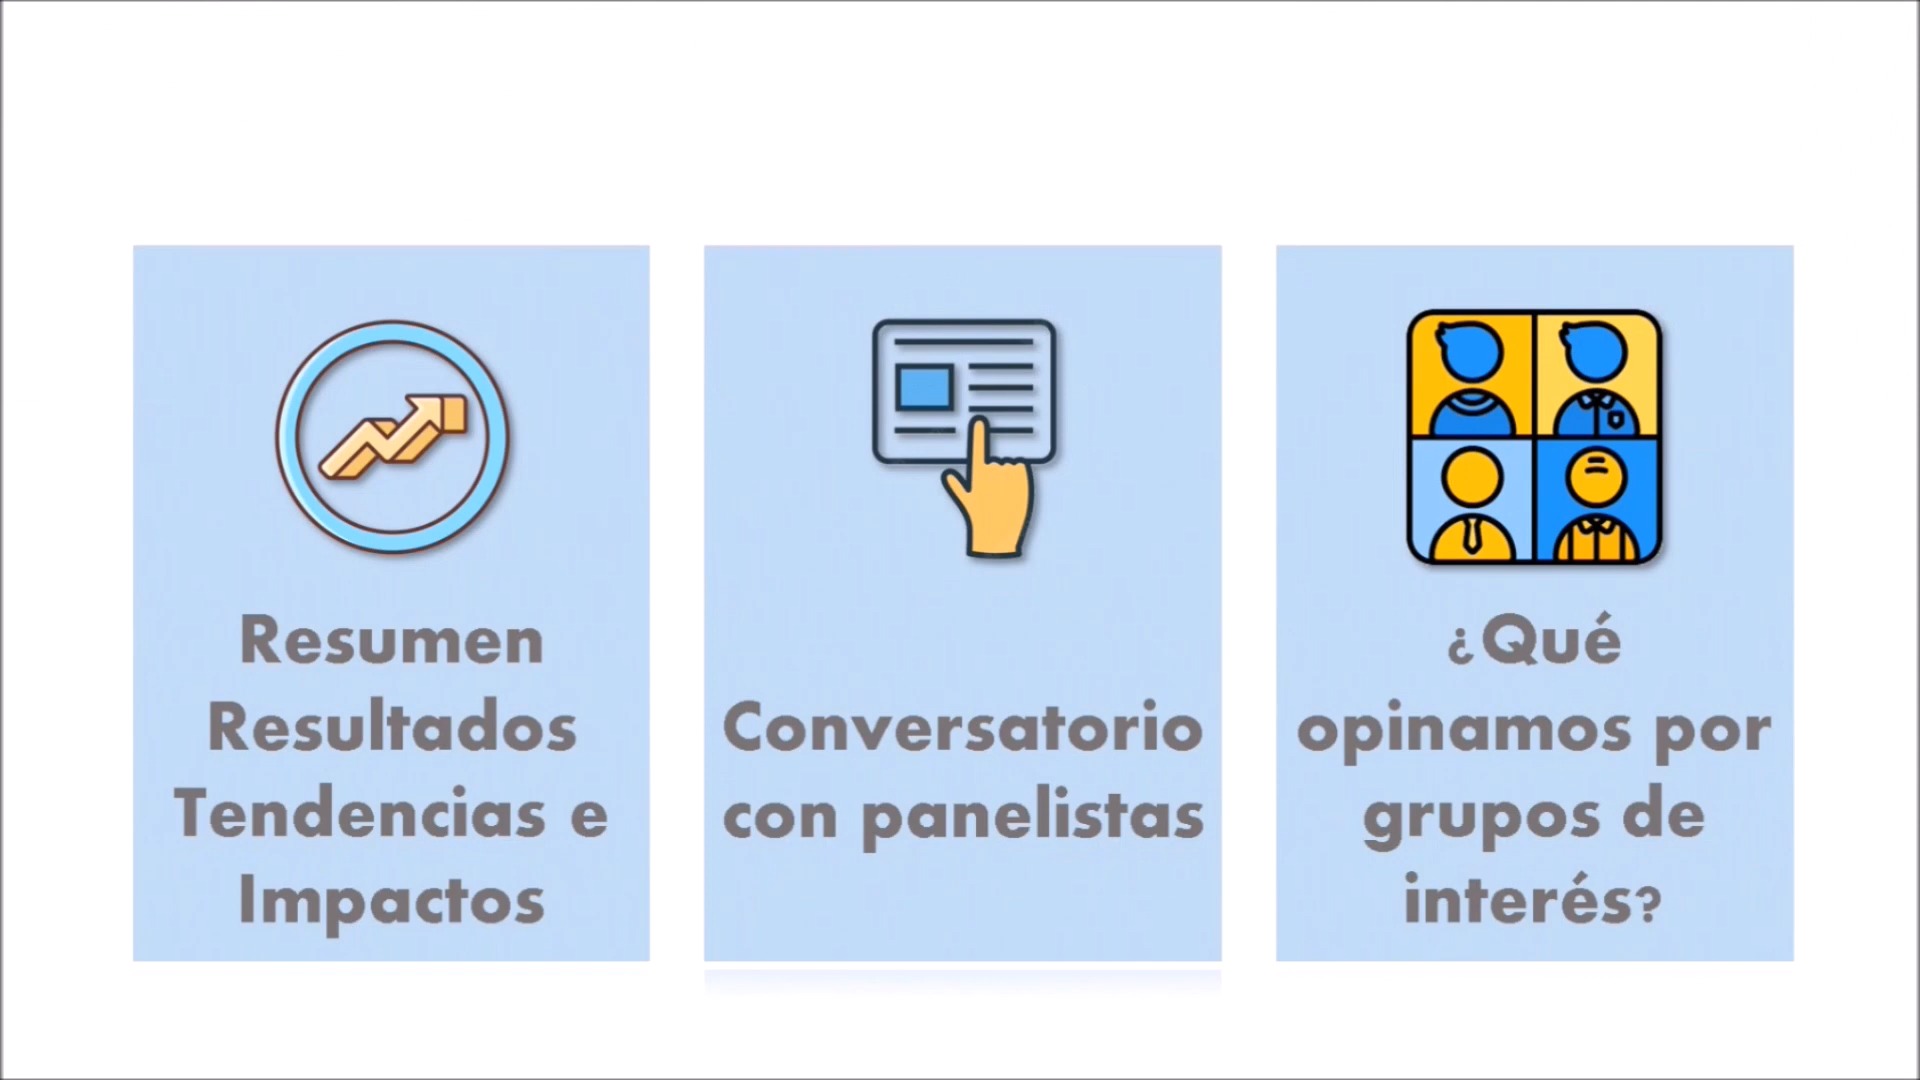 Resumen
Resultados
Tendencias e
Impactos
Conversatorio
con panelistas
¿Qué
opinamos por
grupos de
interés?